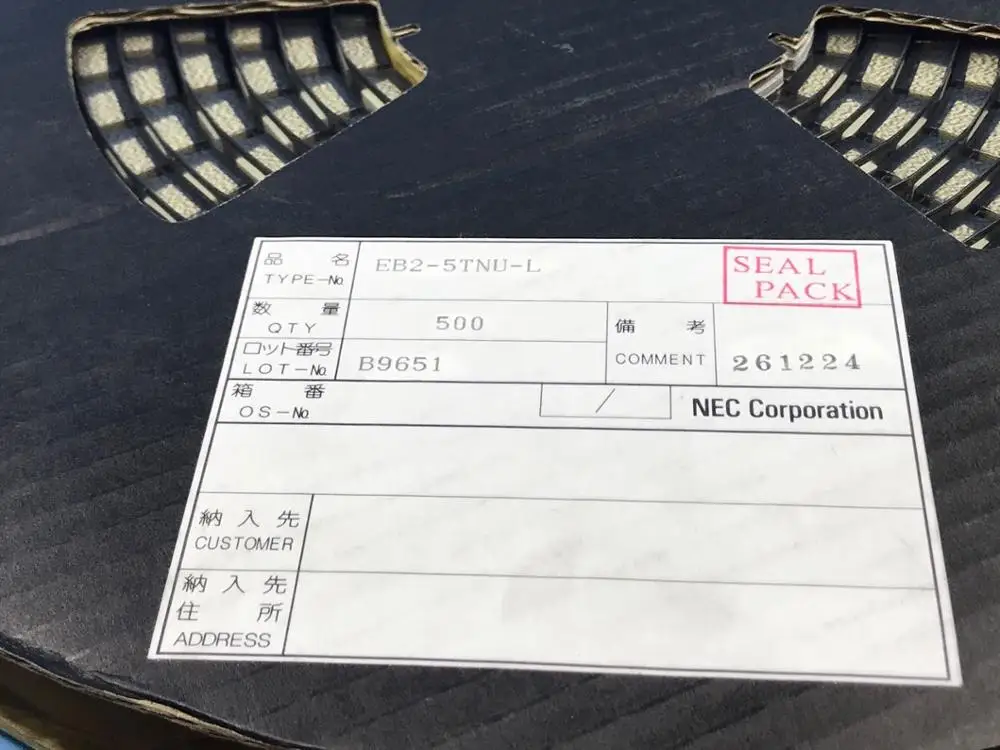 品 名
TYPE-No.
EB2-5TNU-L
SEAL
PACK
数 量
QTY
500
備 考
COMMENT
261224
ロット番号
LOT-No.
B9651
箱 番
OS-No.
/
NEC Corporation
納 入 先
CUSTOMER
納 入 先
住 所
ADDRESS